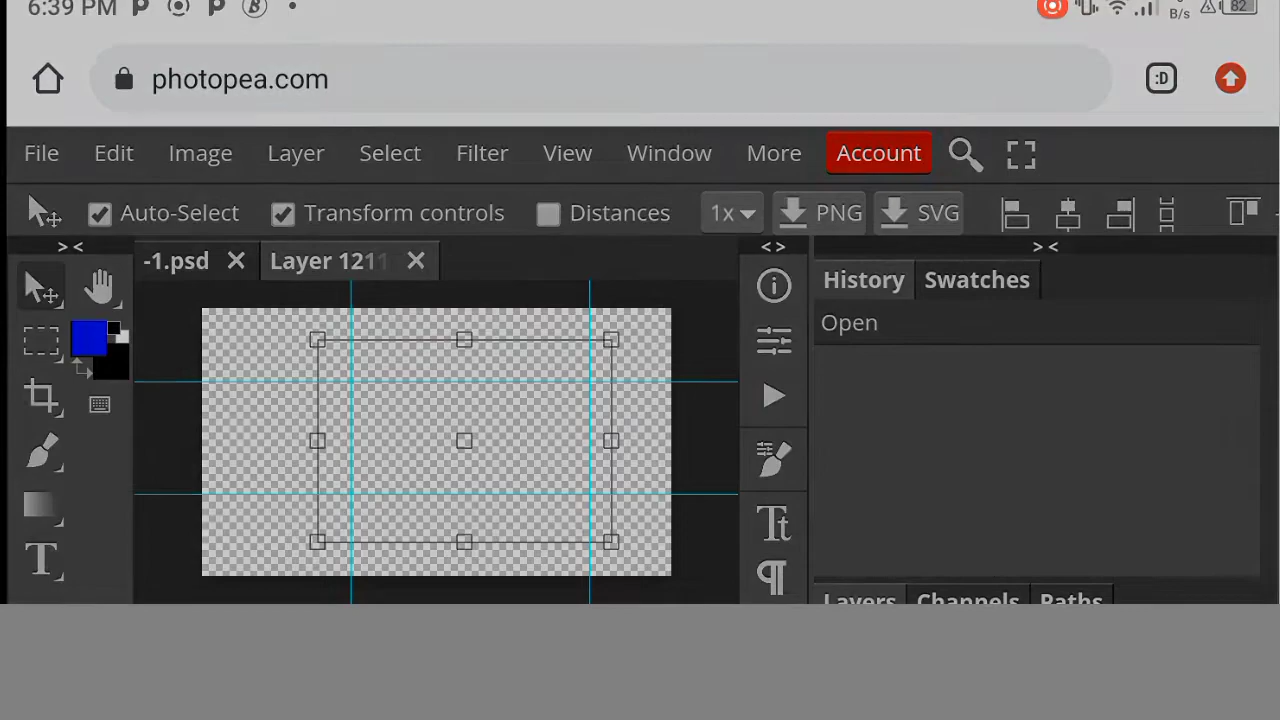 6:39 PM
B/s 82
:D
photopea.com
File Edit Image Layer Select Filter View Window More Account
Auto-Select Transform controls Distances 1x PNG SVG
> < < > > <
-1.psd Layer 1211
History Swatches
Open
Layers Channels Paths